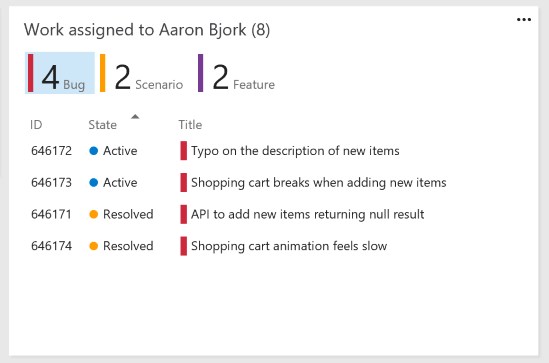 Work assigned to Aaron Bjork (8)
4 Bug 2 Scenario 2 Feature
ID State Title
646172 Active Typo on the description of new items
646173 Active Shopping cart breaks when adding new items
646171 Resolved API to add new items returning null result
646174 Resolved Shopping cart animation feels slow